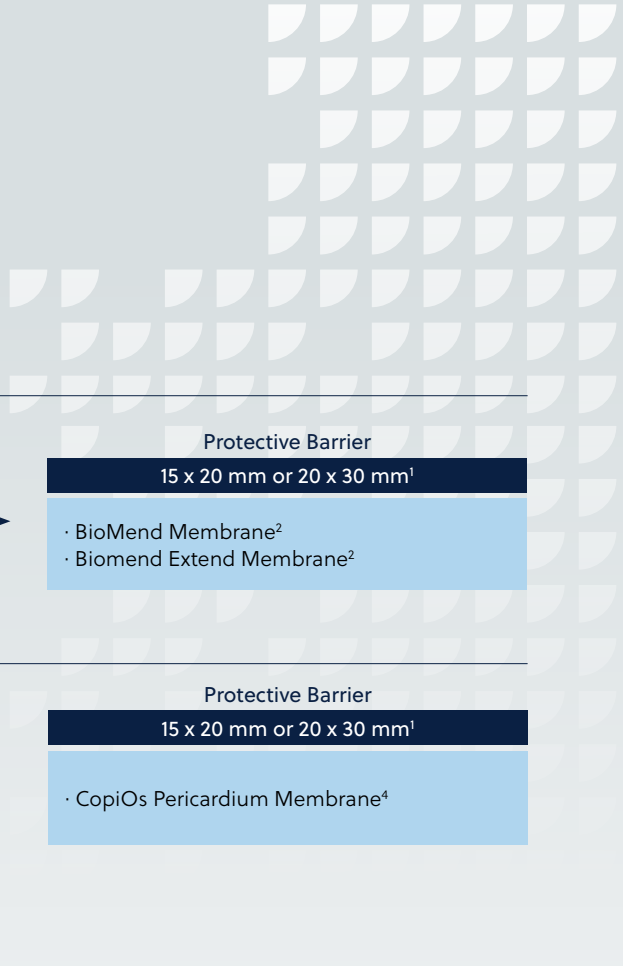 Protective Barrier
15 x 20 mm or 20 x 30 mm¹
· BioMend Membrane²
· Biomend Extend Membrane²
Protective Barrier
15 x 20 mm or 20 x 30 mm¹
· CopiOs Pericardium Membrane⁴